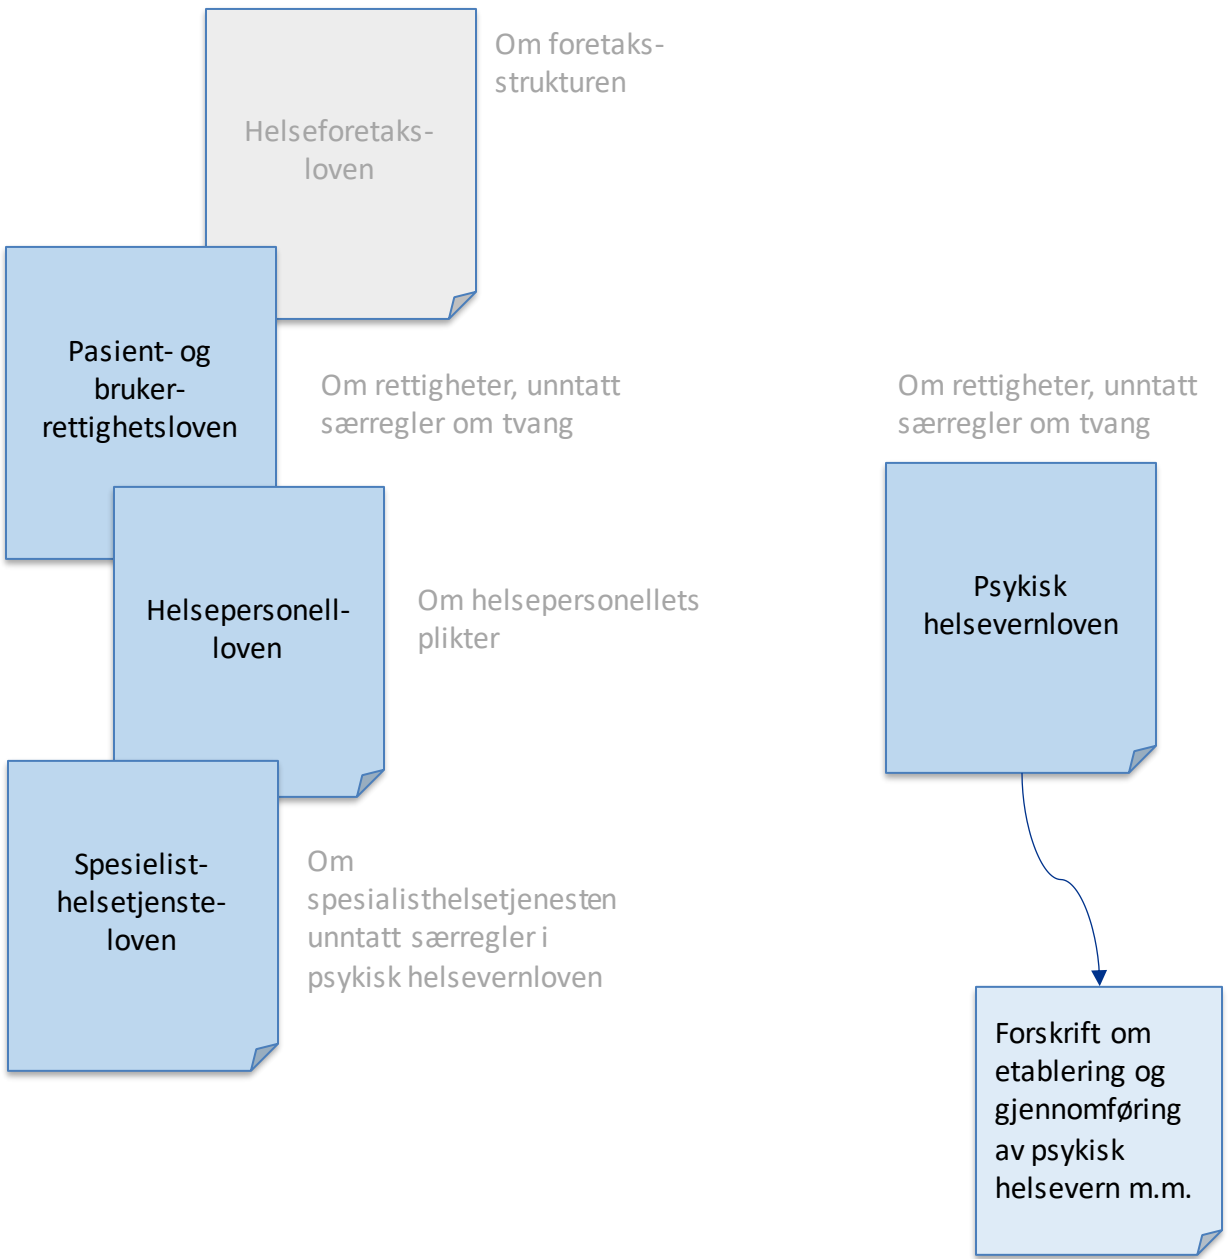 Om foretaks-
strukturen
Helseforetaks-
loven
Pasient- og
bruker-
rettighetsloven
Om rettigheter, unntatt
særregler om tvang
Om rettigheter, unntatt
særregler om tvang
Helsepersonell-
loven
Om helsepersonellets
plikter
Psykisk
helsevernloven
Spesielist-
helsetjenste-
loven
Om
spesialisthelsetjenesten
unntatt særregler i
psykisk helsevernloven
Forskrift om
etablering og
gjennomføring
av psykisk
helsevern m.m.